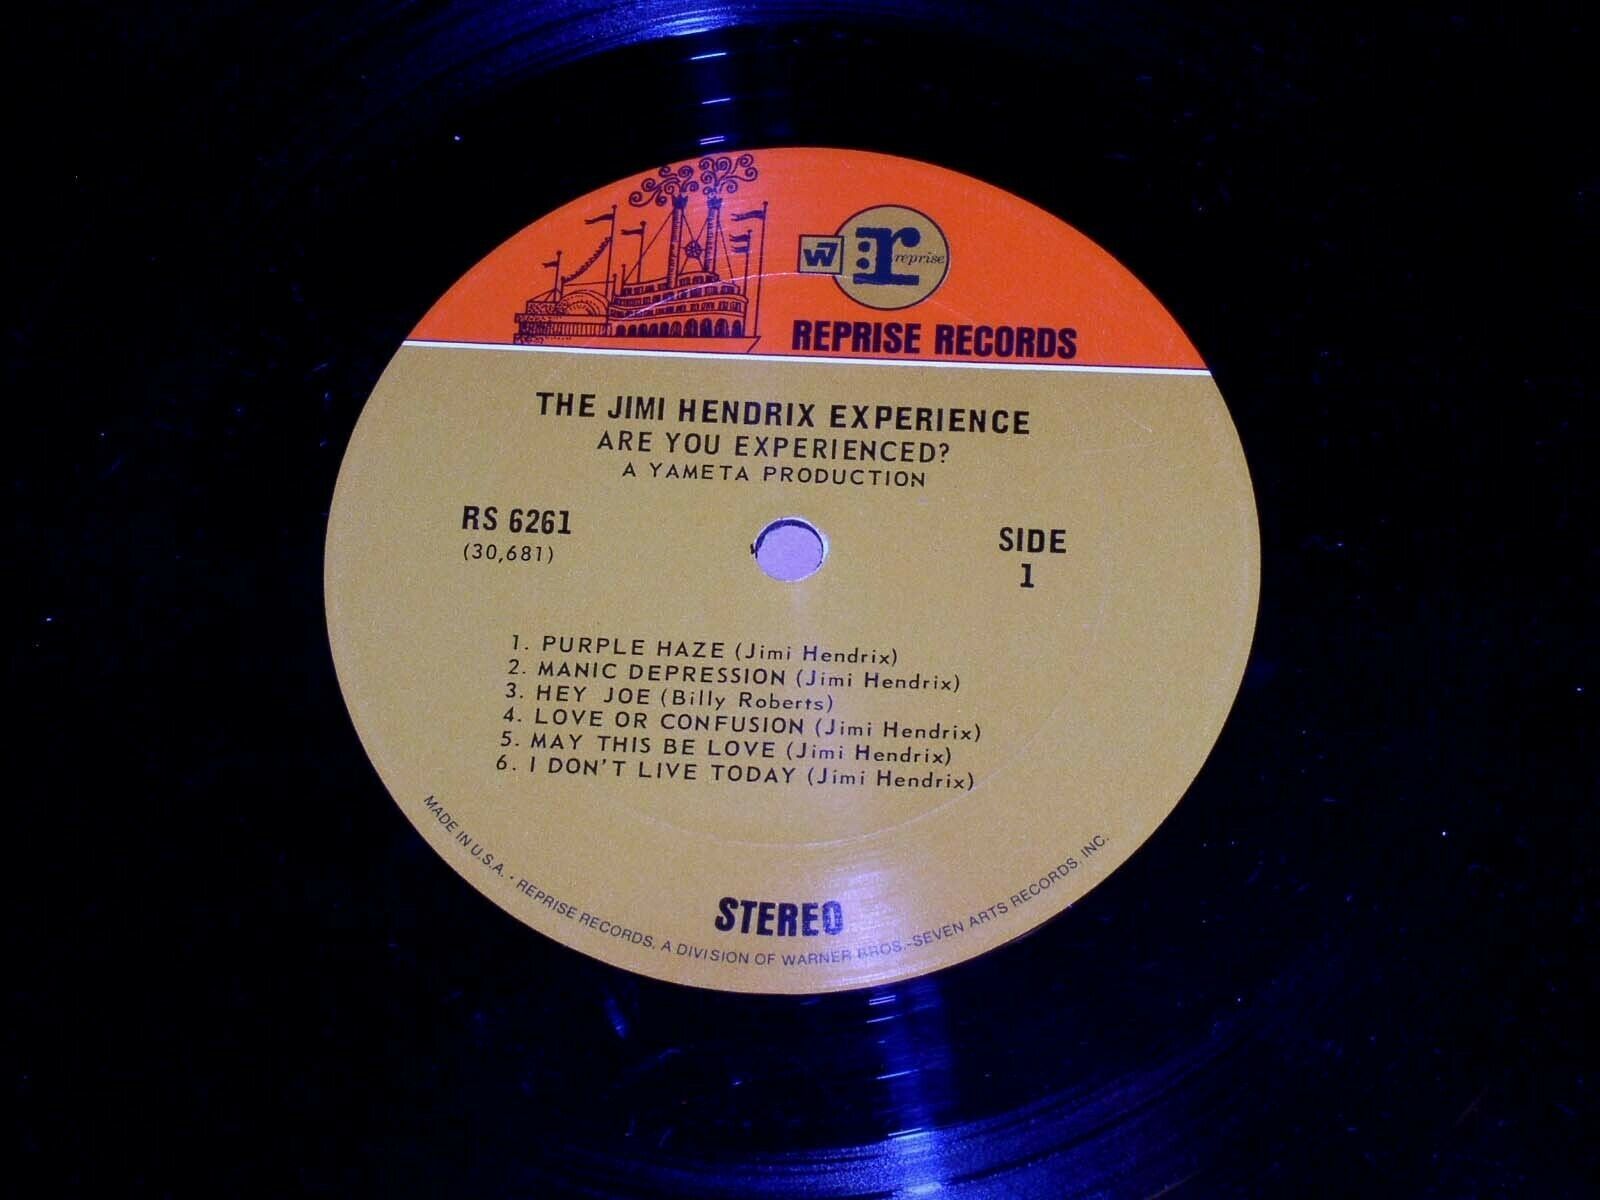 W7 r reprise
REPRISE RECORDS
THE JIMI HENDRIX EXPERIENCE
ARE YOU EXPERIENCED?
A YAMETA PRODUCTION
RS 6261
(30,681)
SIDE
1
1. PURPLE HAZE (Jimi Hendrix)
2. MANIC DEPRESSION (Jimi Hendrix)
3. HEY JOE (Billy Roberts)
4. LOVE OR CONFUSION (Jimi Hendrix)
5. MAY THIS BE LOVE (Jimi Hendrix)
6. I DON'T LIVE TODAY (Jimi Hendrix)
STEREO
MADE IN U.S.A. • REPRISE RECORDS, A DIVISION OF WARNER BROS.-SEVEN ARTS RECORDS, INC.